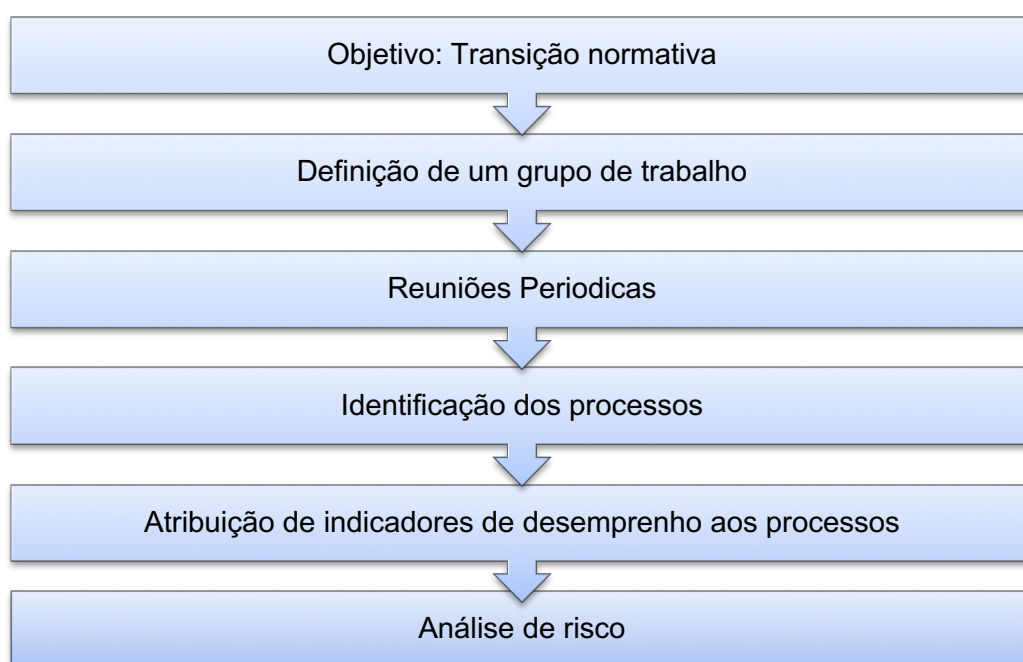 Objetivo: Transição normativa
Definição de um grupo de trabalho
Reuniões Periodicas
Identificação dos processos
Atribuição de indicadores de desemprenho aos processos
Análise de risco